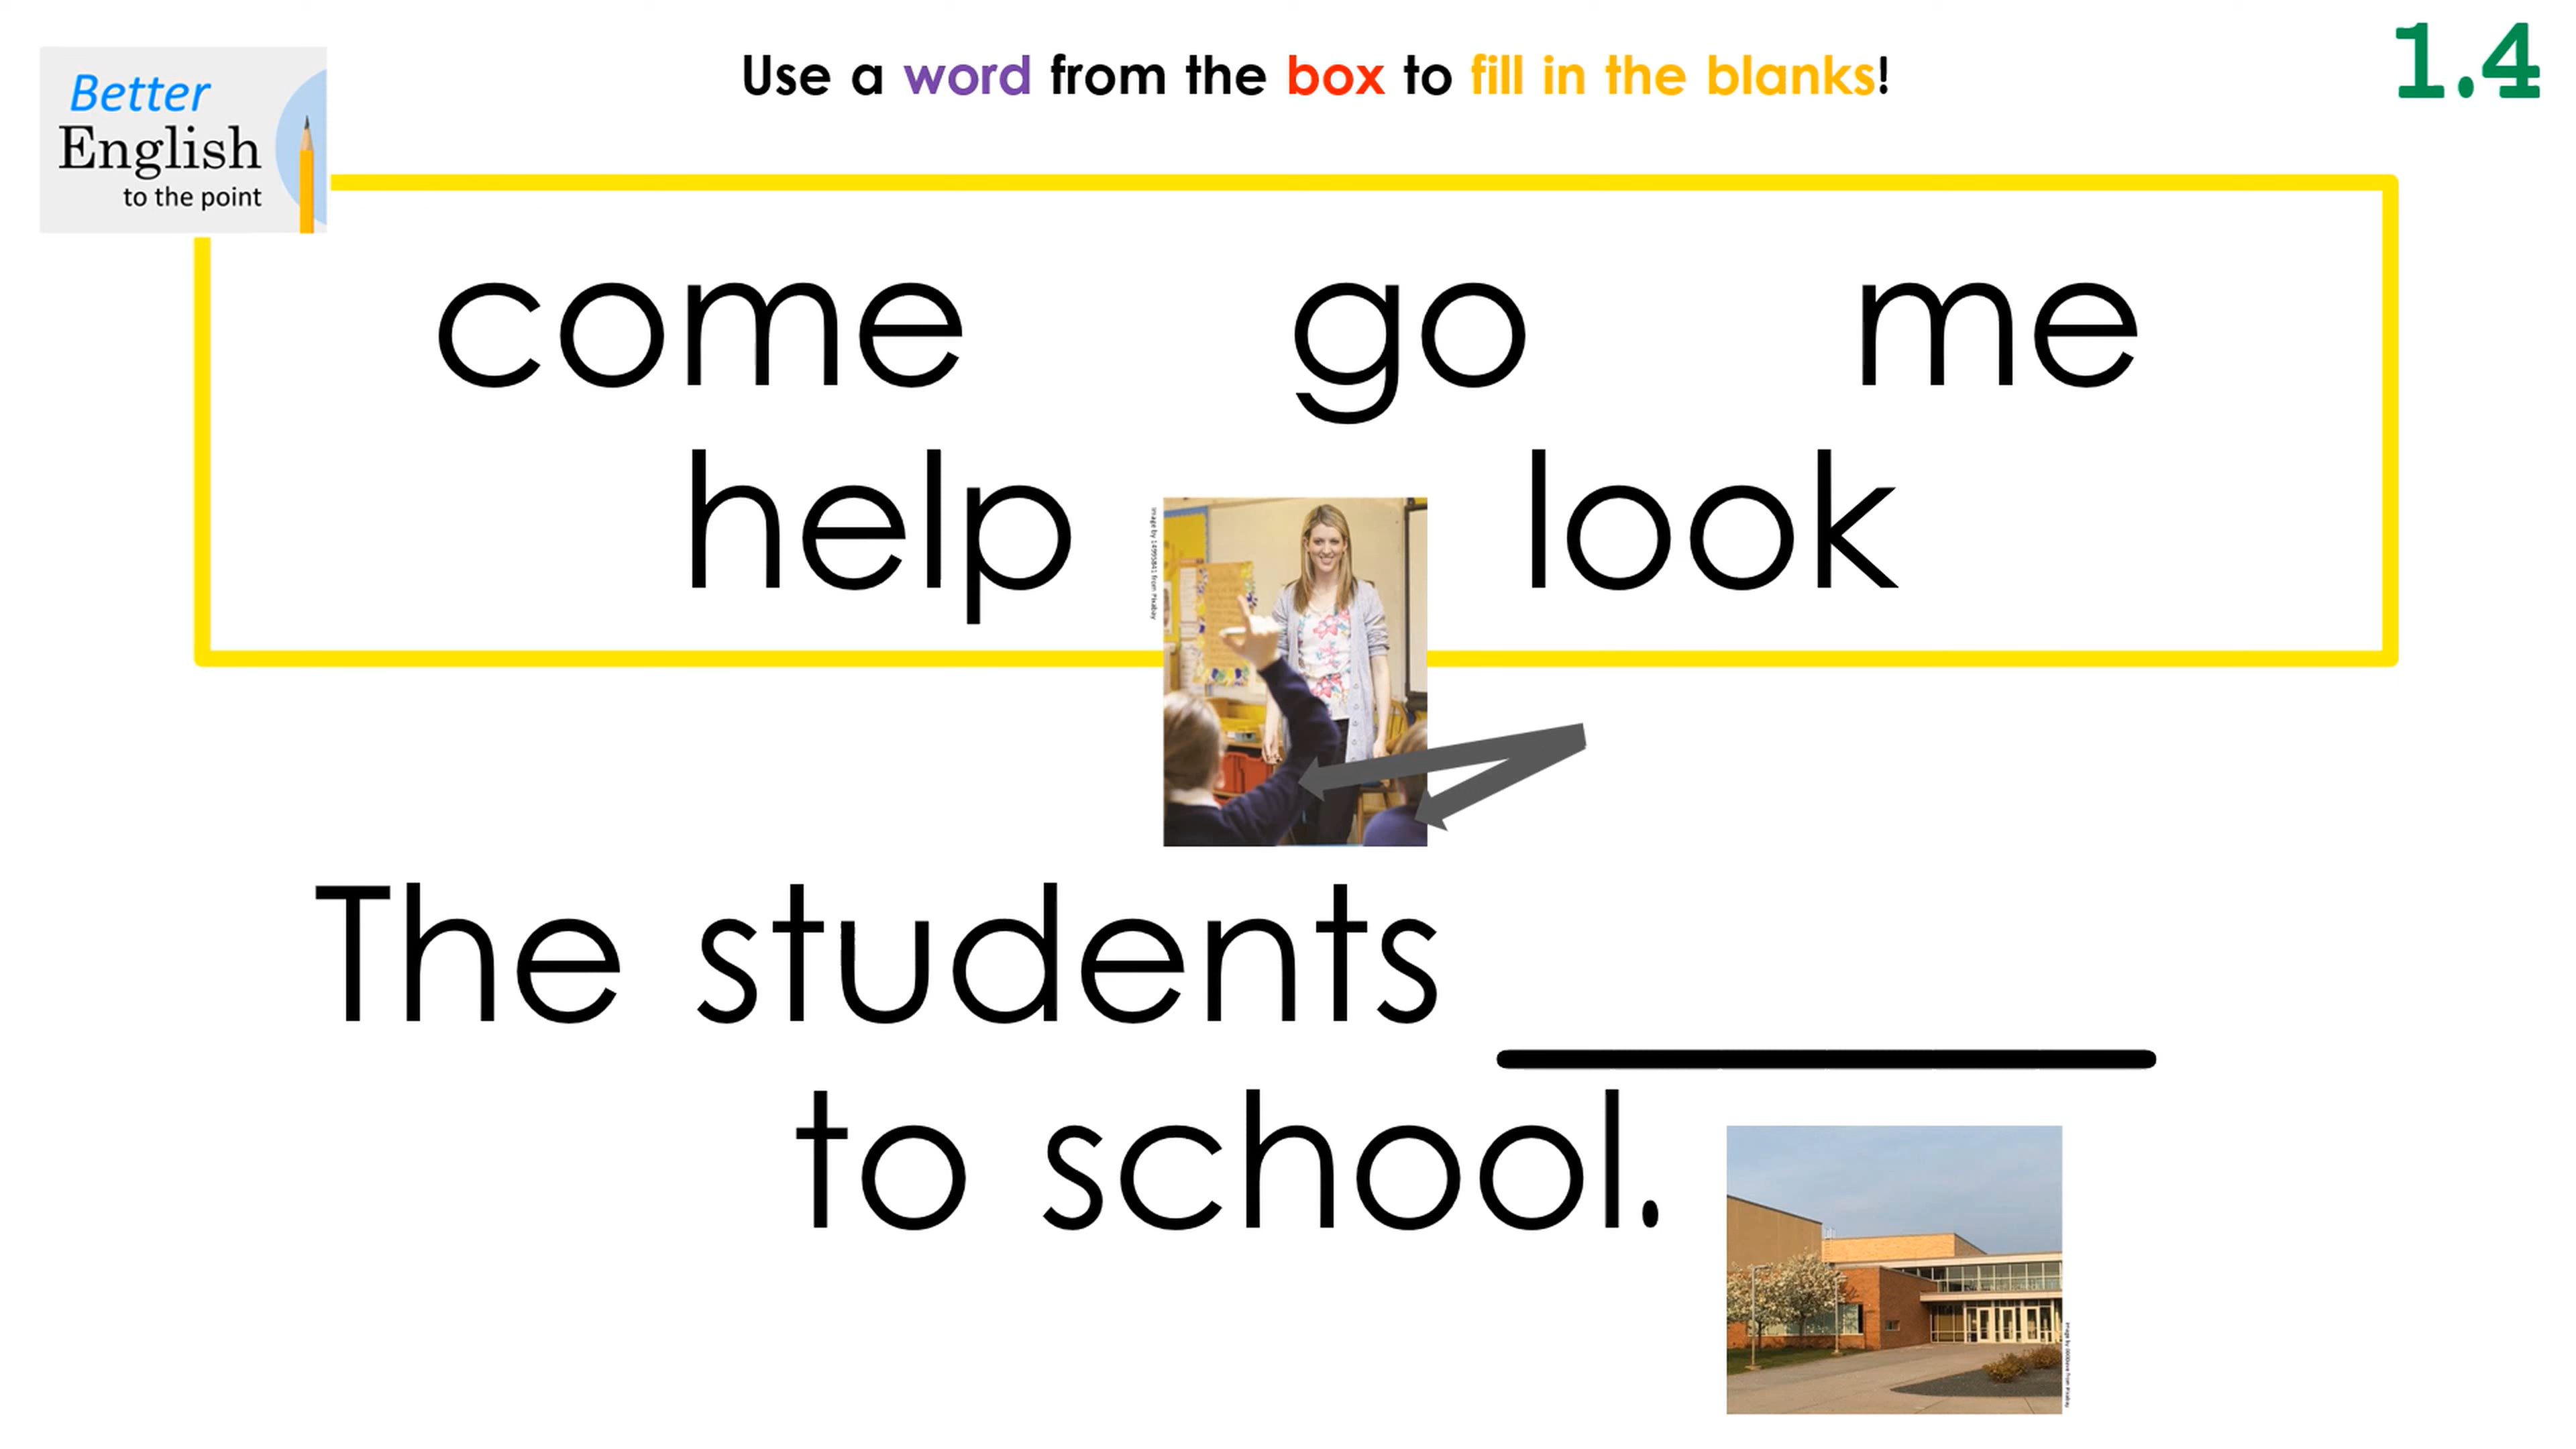 Better
English
to the point
Use a word from the box to fill in the blanks!
1.4
come go me
help look
The students
to school.